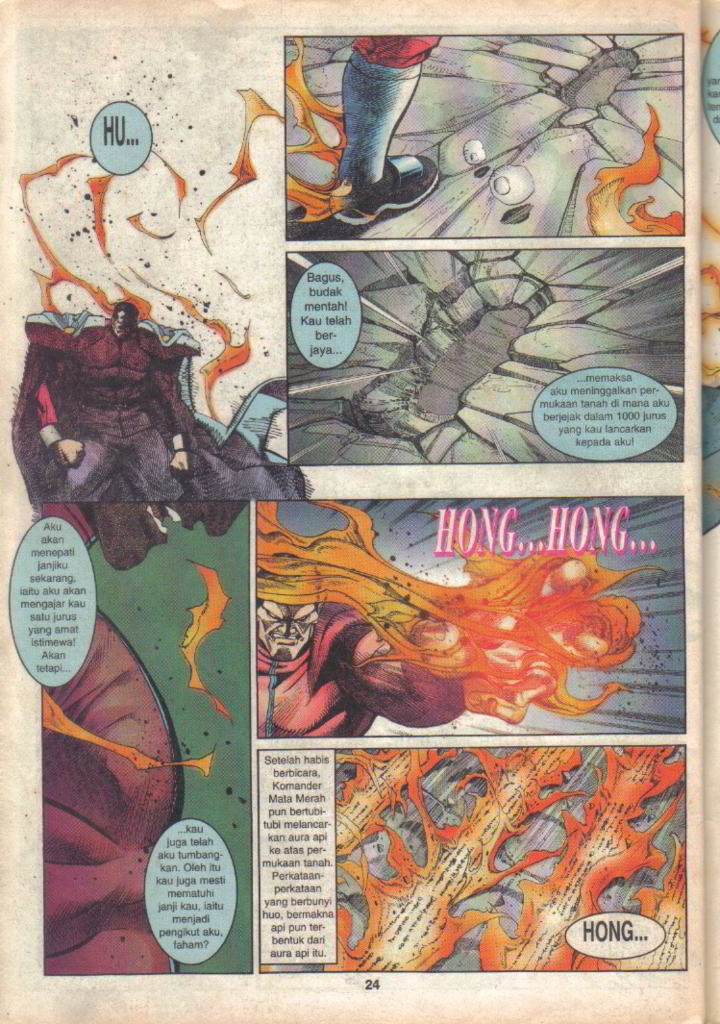 HU...
Bagus,
budak
mentah!
Kau telah
ber-
jaya...
...memaksa
aku meninggalkan per-
mukaan tanah di mana aku
berjejak dalam 1000 jurus
yang kau lancarkan
kepada aku!
Aku
akan
menepati
janjiku
sekarang,
iaitu aku akan
mengajar kau
satu jurus
yang amat
istimewa!
Akan
tetapi...
...kau
juga telah
aku tumbang-
kan. Oleh itu
kau juga mesti
mematuhi
janji kau, iaitu
menjadi
pengikut aku,
faham?
HONG...HONG...
Setelah habis
berbicara,
Komander
Mata Merah
pun bertubi-
tubi melancar-
kan aura api
ke atas per-
mukaan tanah.
Perkataan-
perkataan
yang berbunyi
huo, bermakna
api pun ter-
bentuk dari
aura api itu.
HONG...
24